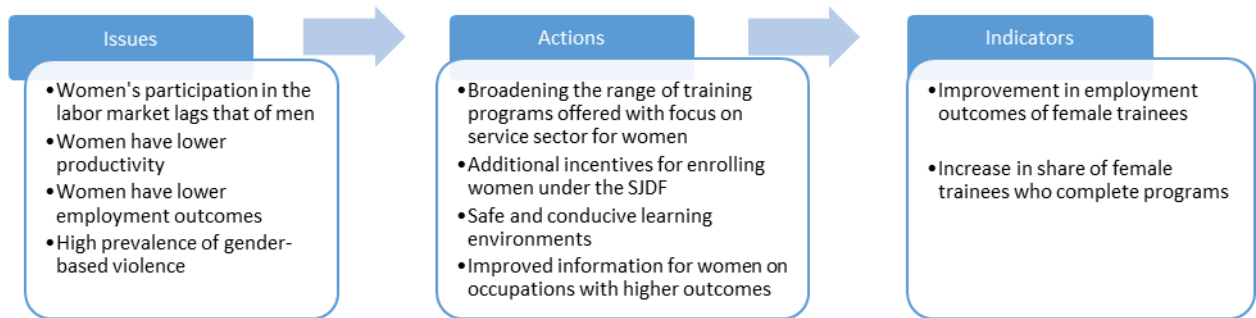 Issues
•Women's participation in the
labor market lags that of men
•Women have lower
productivity
•Women have lower
employment outcomes
•High prevalence of gender-
based violence
Actions
•Broadening the range of training
programs offered with focus on
service sector for women
•Additional incentives for enrolling
women under the SJDF
•Safe and conducive learning
environments
•Improved information for women on
occupations with higher outcomes
Indicators
•Improvement in employment
outcomes of female trainees
•Increase in share of female
trainees who complete programs